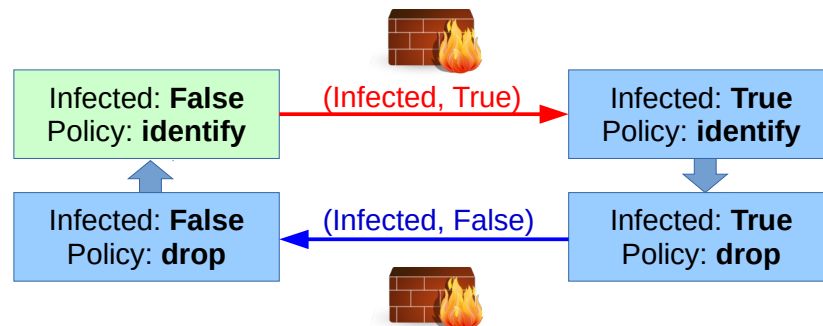 Infected: False
Policy: identify
(Infected, True)
Infected: True
Policy: identify
Infected: False
Policy: drop
(Infected, False)
Infected: True
Policy: drop